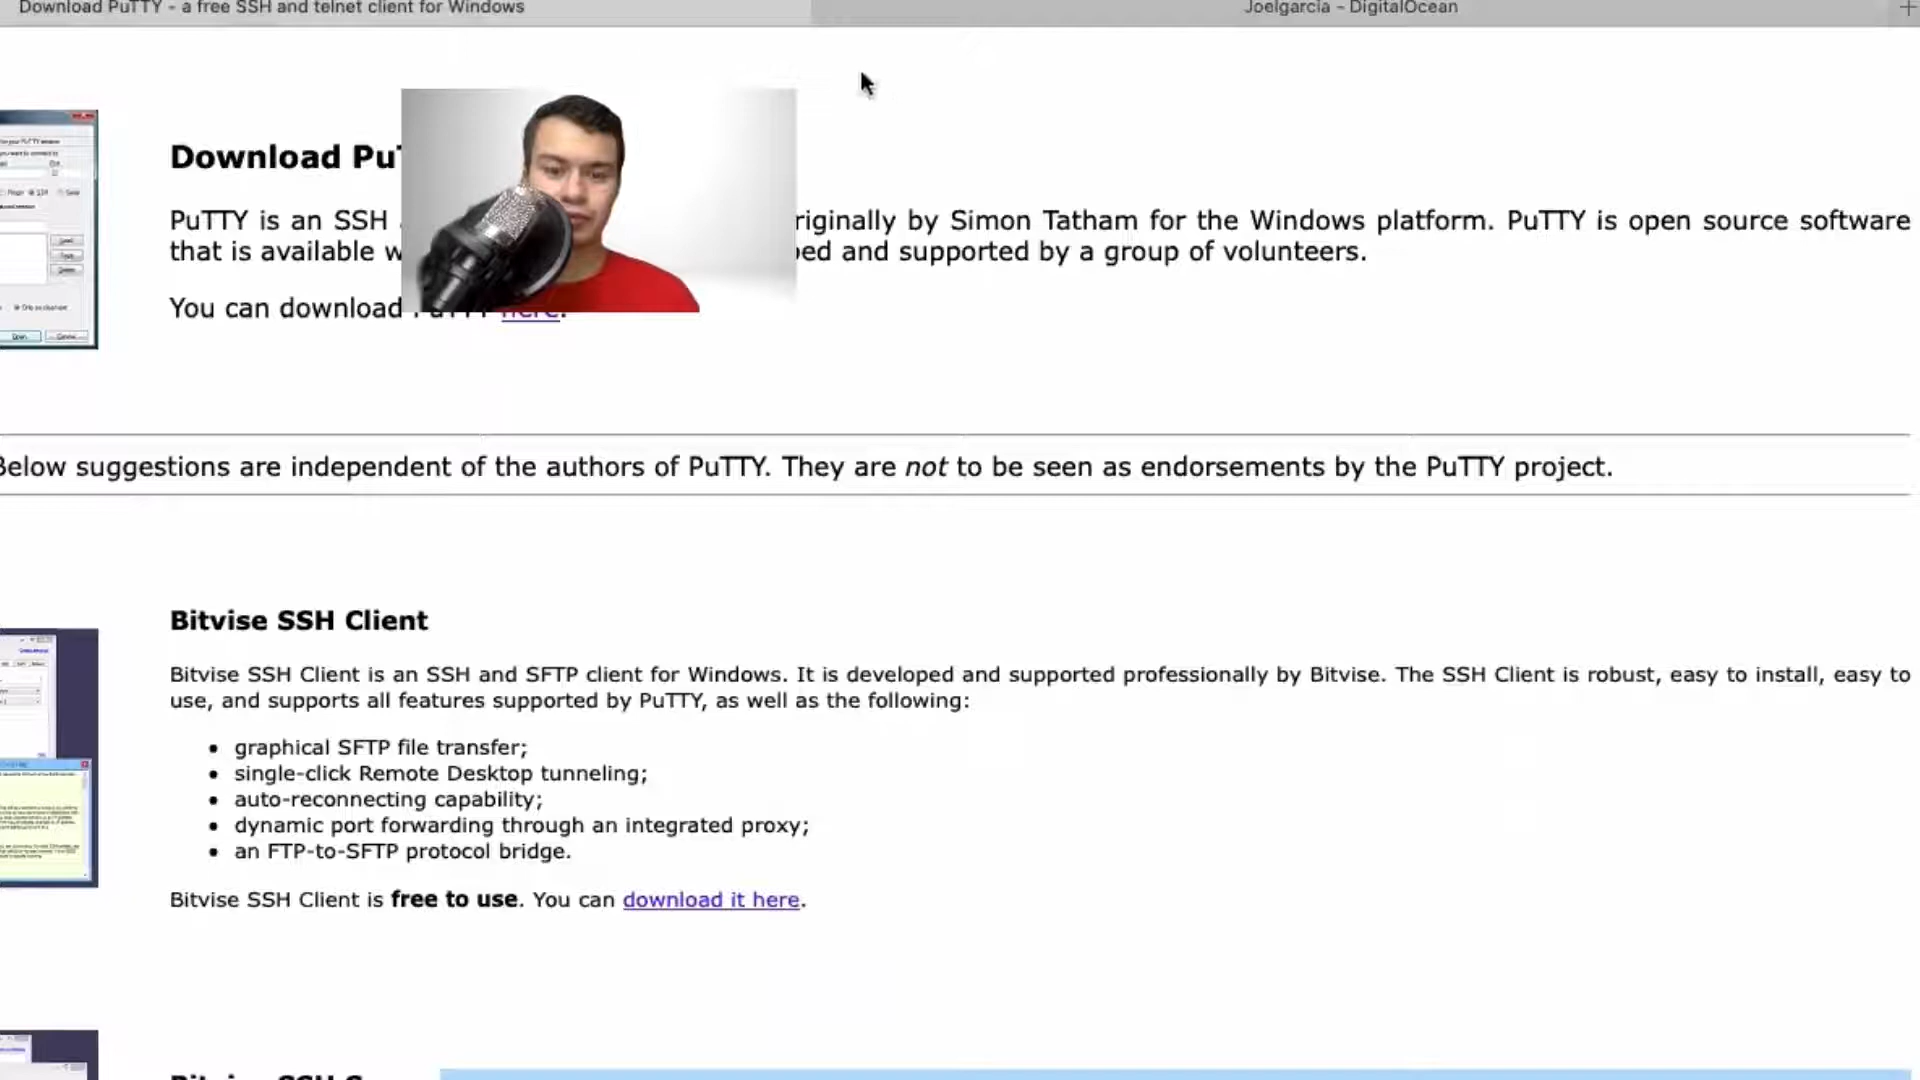 Download PuTTY - a free SSH and telnet client for Windows
Joelgarcia - DigitalOcean
Download Pu
PuTTY is an SSH riginally by Simon Tatham for the Windows platform. PuTTY is open source software
that is available w ed and supported by a group of volunteers.
You can download PuTTY here.
Below suggestions are independent of the authors of PuTTY. They are not to be seen as endorsements by the PuTTY project.
Bitvise SSH Client
Bitvise SSH Client is an SSH and SFTP client for Windows. It is developed and supported professionally by Bitvise. The SSH Client is robust, easy to install, easy to
use, and supports all features supported by PuTTY, as well as the following:
graphical SFTP file transfer;
single-click Remote Desktop tunneling;
auto-reconnecting capability;
dynamic port forwarding through an integrated proxy;
an FTP-to-SFTP protocol bridge.
Bitvise SSH Client is free to use. You can download it here.